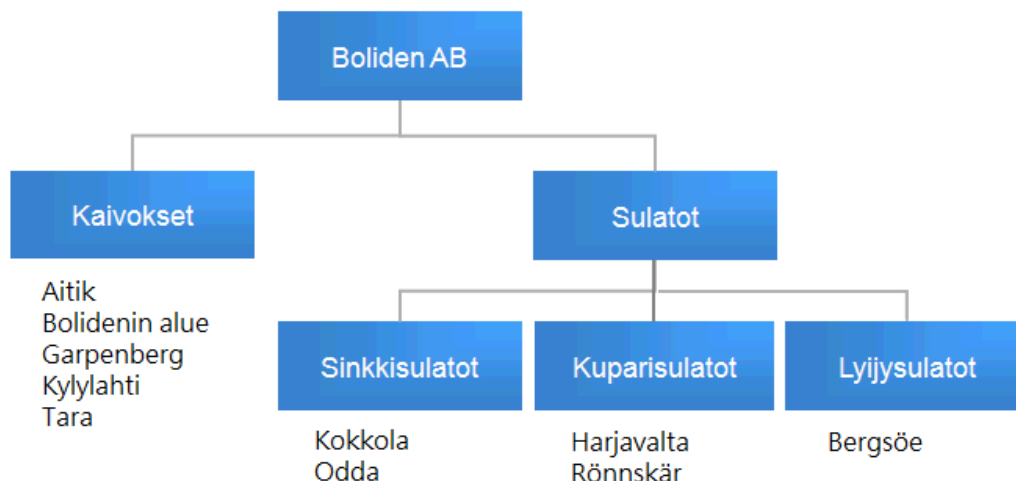 Boliden AB
Kaivokset
Sulatot
Aitik
Bolidenin alue
Garpenberg
Kylylahti
Tara
Sinkkisulatot
Kuparisulatot
Lyijysulatot
Kokkola
Odda
Harjavalta
Rönnskär
Bergsöe